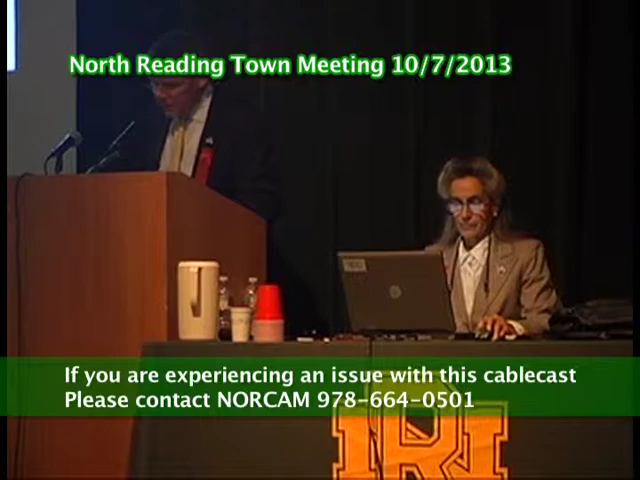 North Reading Town Meeting 10/7/2013
If you are experiencing an issue with this cablecast
Please contact NORCAM 978-664-0501